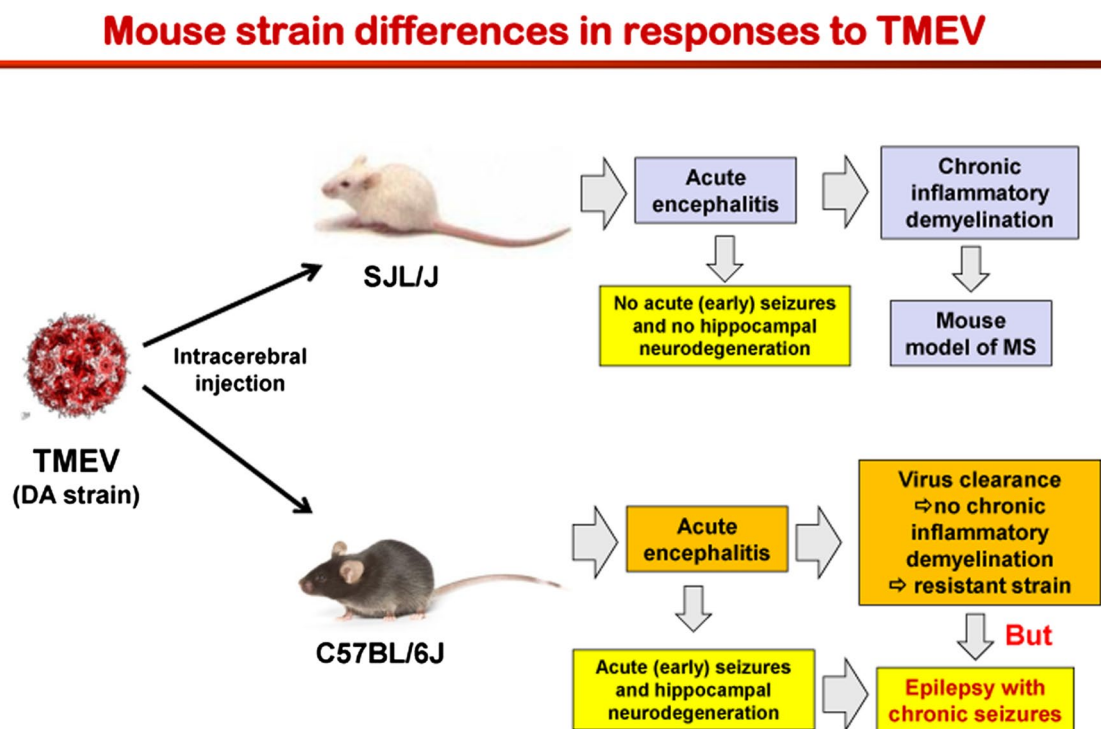 Mouse strain differences in responses to TMEV
SJL/J
Acute
encephalitis
Chronic
inflammatory
demyelination
No acute (early) seizures
and no hippocampal
neurodegeneration
Mouse
model of MS
Intracerebral
injection
TMEV
(DA strain)
C57BL/6J
Acute
encephalitis
Virus clearance
⇨no chronic
inflammatory
demyelination
⇨ resistant strain
But
Acute (early) seizures
and hippocampal
neurodegeneration
Epilepsy with
chronic seizures